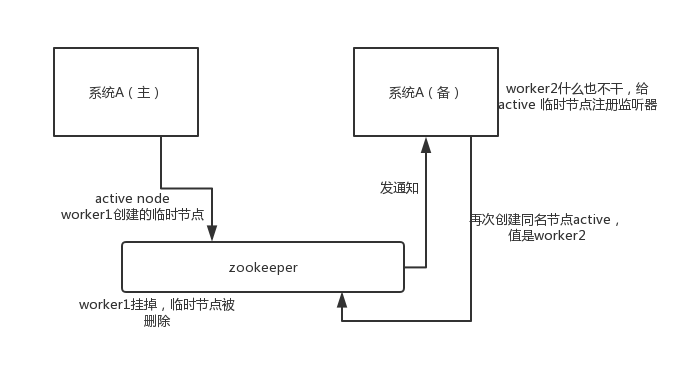 系统A（主）
系统A（备）
worker2什么也不干，给
active 临时节点注册监听器
active node
worker1创建的临时节点
发通知
再次创建同名节点active，
值是worker2
zookeeper
worker1挂掉，临时节点被
删除